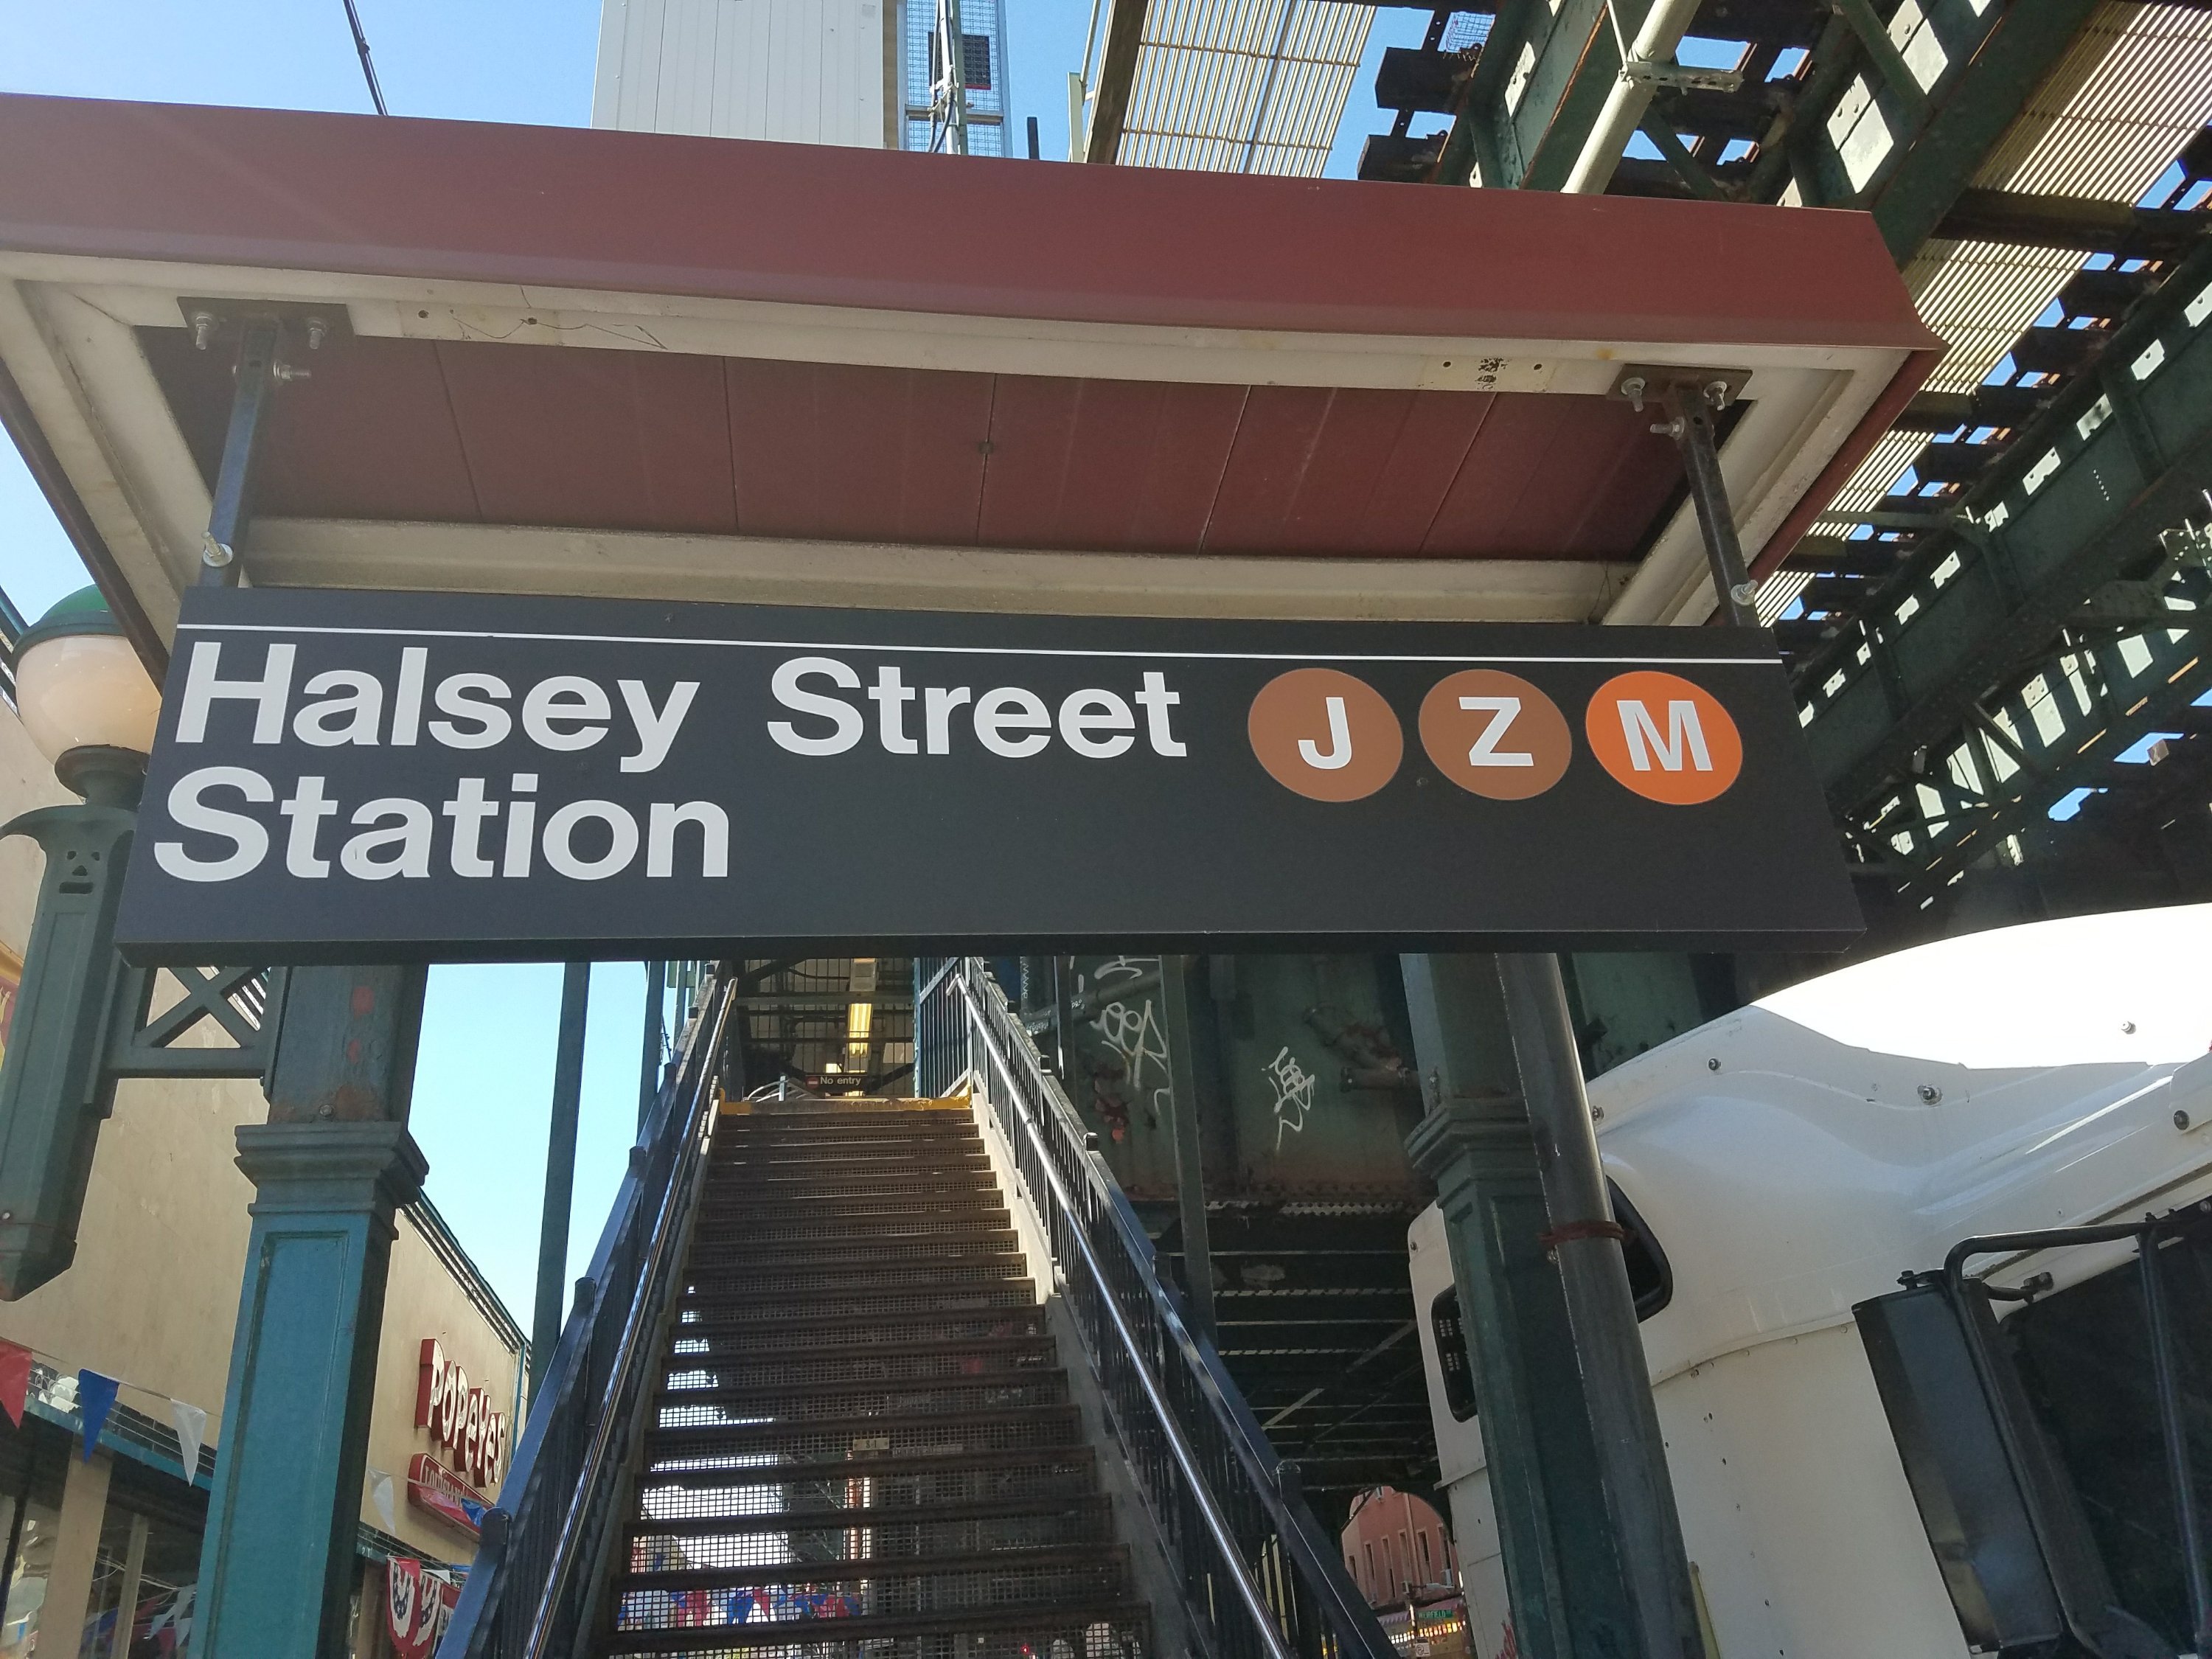 Halsey Street J Z M
Station
No entry
POPEYES